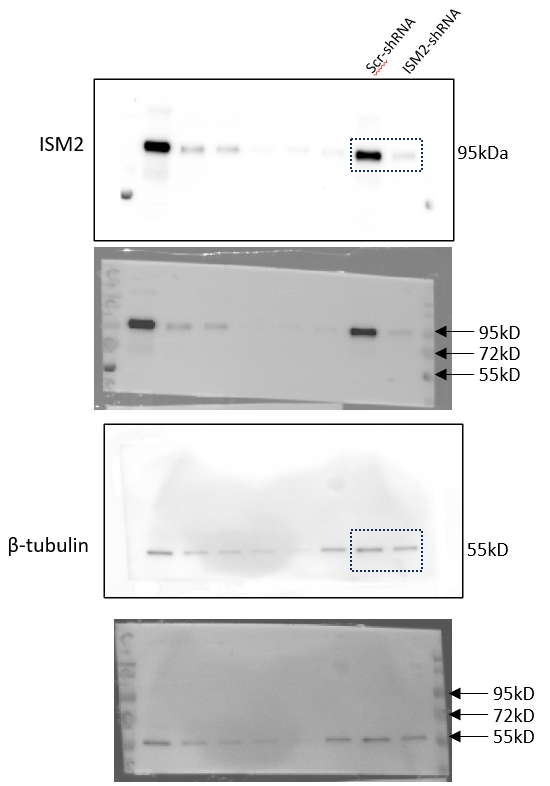 Scr-shRNA
ISM2-shRNA
ISM2
95kDa
95kD
72kD
55kD
β-tubulin
55kD
95kD
72kD
55kD